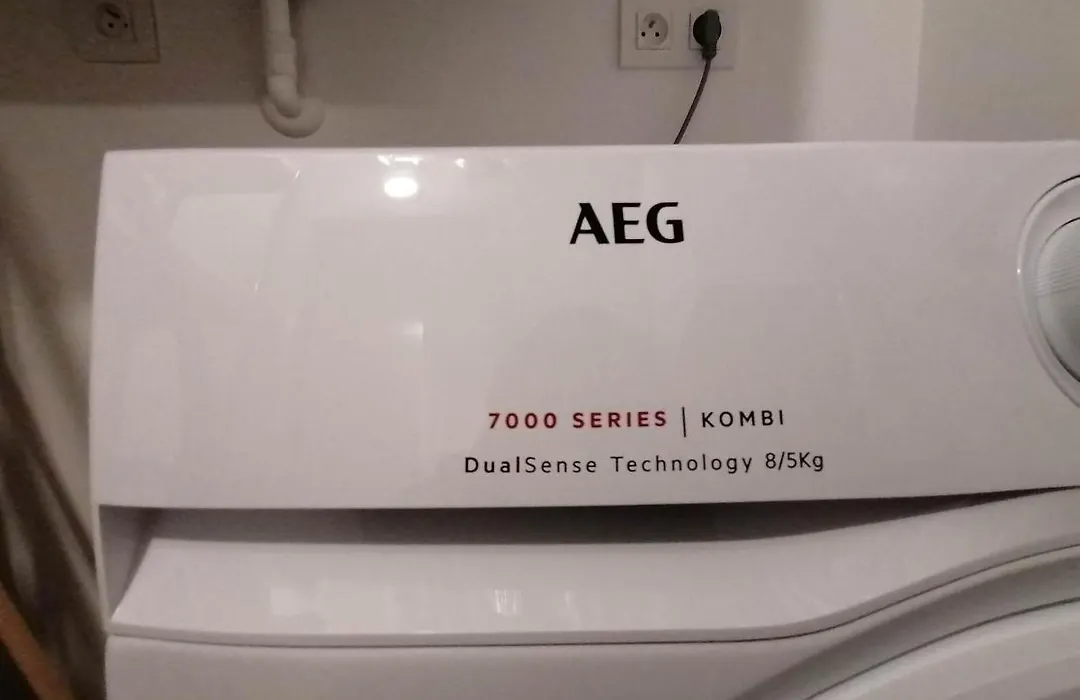 AEG
7000 SERIES | KOMBI
DualSense Technology 8/5Kg